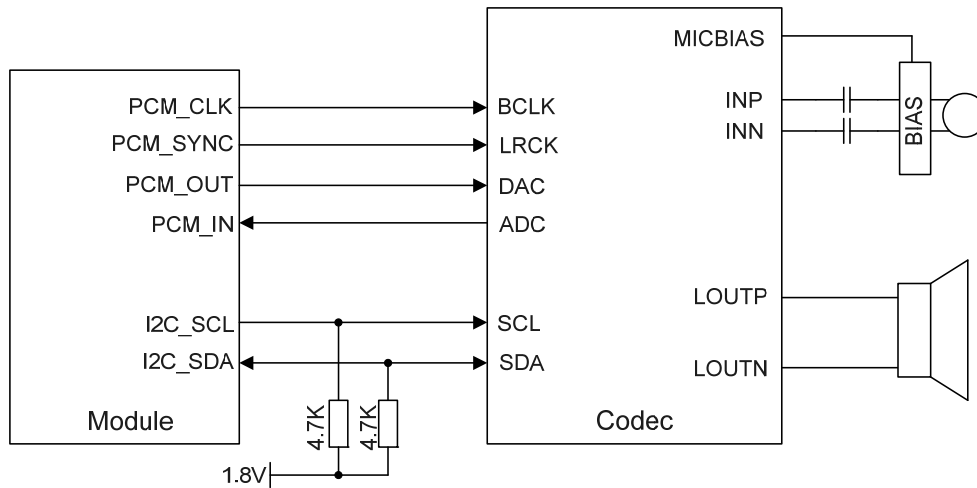 MICBIAS
PCM_CLK
BCLK
INP
PCM_SYNC
LRCK
INN
BIAS
PCM_OUT
DAC
PCM_IN
ADC
LOUTP
I2C_SCL
SCL
I2C_SDA
SDA
LOUTN
Module
4.7K
4.7K
Codec
1.8V